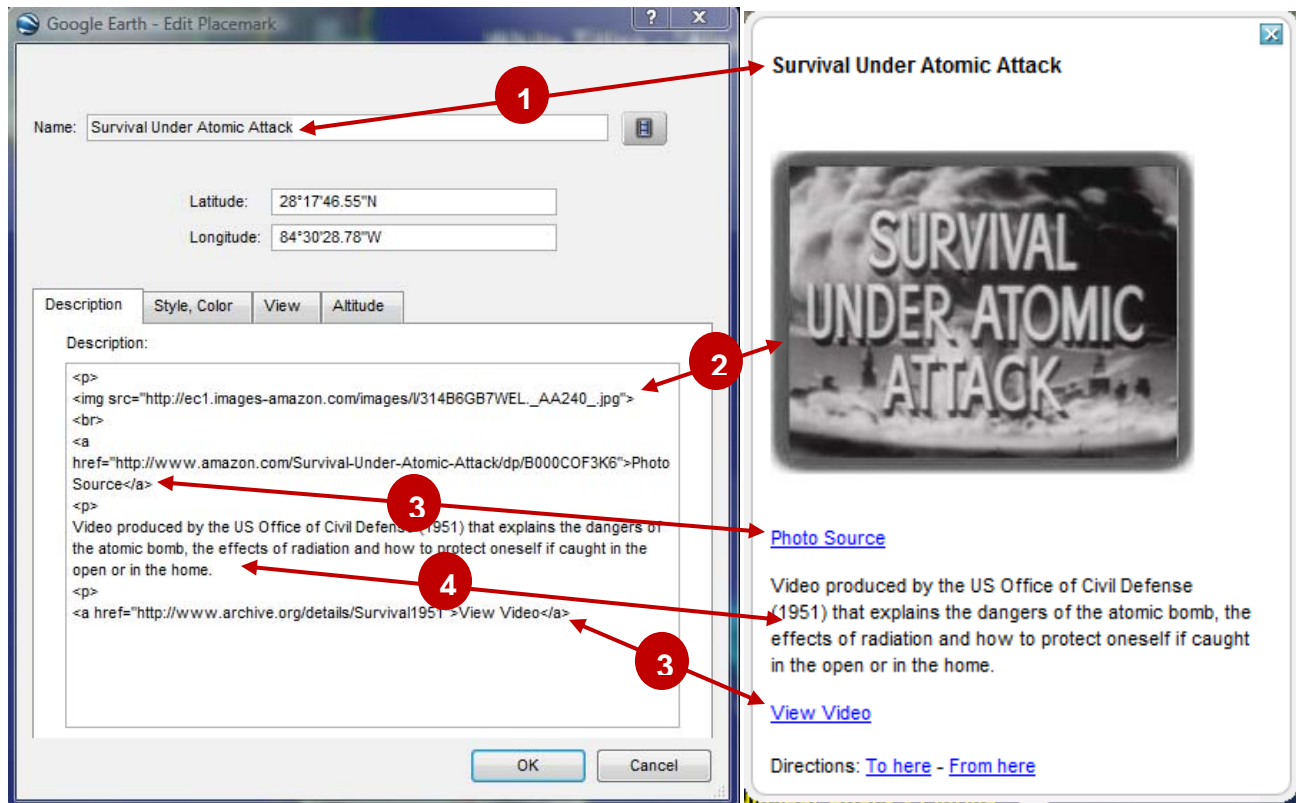 Google Earth - Edit Placemark
? X
Name: Survival Under Atomic Attack
1
Latitude: 28°17'46.55"N
Longitude: 84°30'28.78"W
Description Style, Color View Altitude
Description:
<p>
<img src="http://ec1.images-amazon.com/images/I/314B6GB7WEL._AA240_.jpg">
<br>
<a
href="http://www.amazon.com/Survival-Under-Atomic-Attack/dp/B000COF3K6">Photo
Source</a>
<p>
Video produced by the US Office of Civil Defense (1951) that explains the dangers of
the atomic bomb, the effects of radiation and how to protect oneself if caught in the
open or in the home.
<p>
<a href="http://www.archive.org/details/Survival1951">View Video</a>
2
3
4
3
OK Cancel
Survival Under Atomic Attack
SURVIVAL
UNDER ATOMIC
ATTACK
Photo Source
Video produced by the US Office of Civil Defense
(1951) that explains the dangers of the atomic bomb, the
effects of radiation and how to protect oneself if caught
in the open or in the home.
View Video
Directions: To here - From here